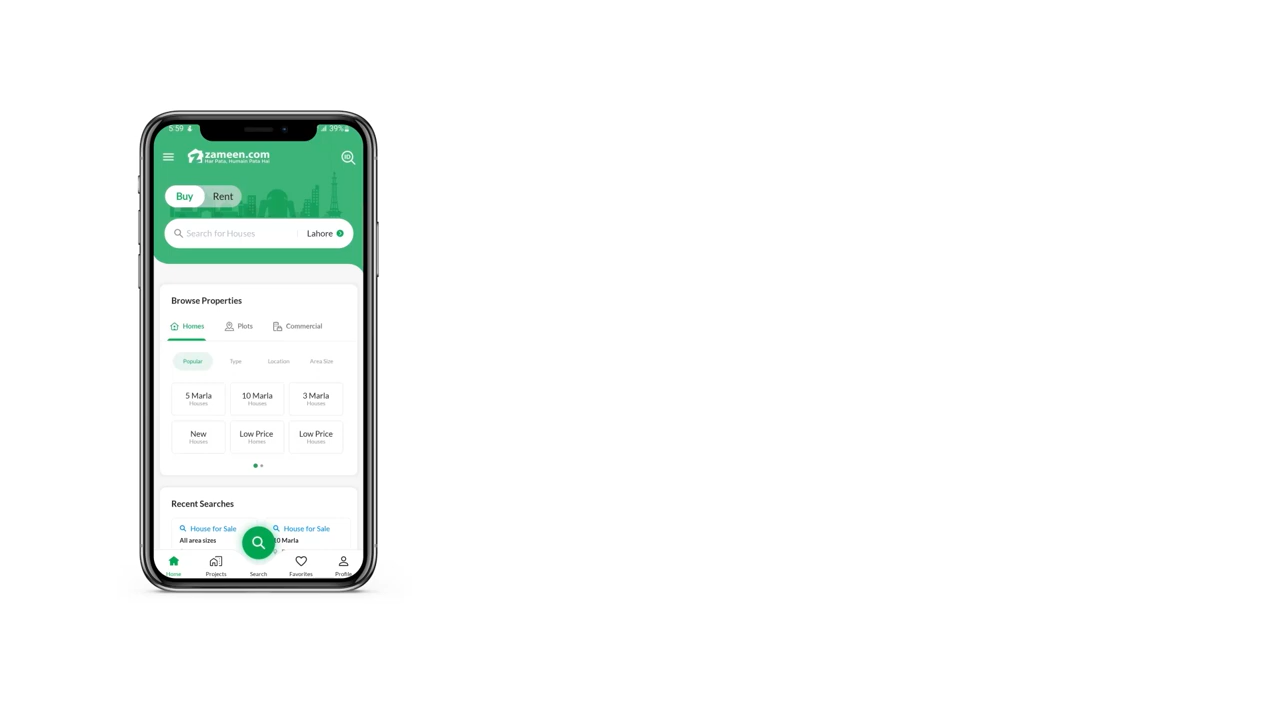 5:59 39%
zameen.com
Har Pata, Humain Pata Hai
ID
Buy Rent
Search for Houses Lahore
Browse Properties
Homes Plots Commercial
Popular Type Location Area Size
5 Marla 10 Marla 3 Marla
Houses Houses Houses
New Low Price Low Price
Houses Homes Houses
Recent Searches
House for Sale House for Sale
All area sizes 10 Marla
Home Projects Search Favorites Profile